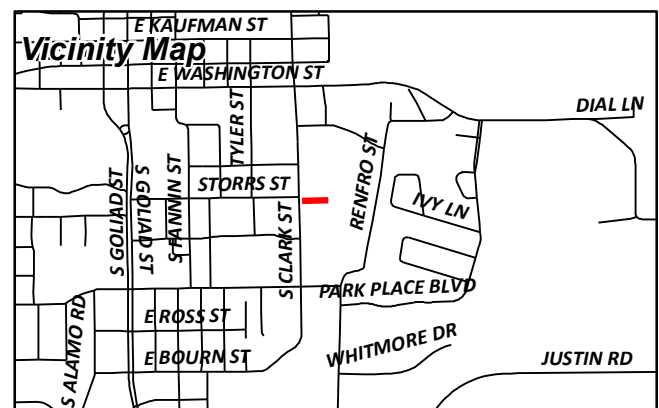 E KAUFMAN ST
Vicinity Map
E WASHINGTON ST
DIAL LN
TYLER ST
S GOLIAD ST
S GOLIAD ST
S FANNIN ST
STORRS ST
RENFRO ST
IVY LN
S CLARK ST
PARK PLACE BLVD
S ALAMO RD
E ROSS ST
E BOURN ST
WHITMORE DR
JUSTIN RD